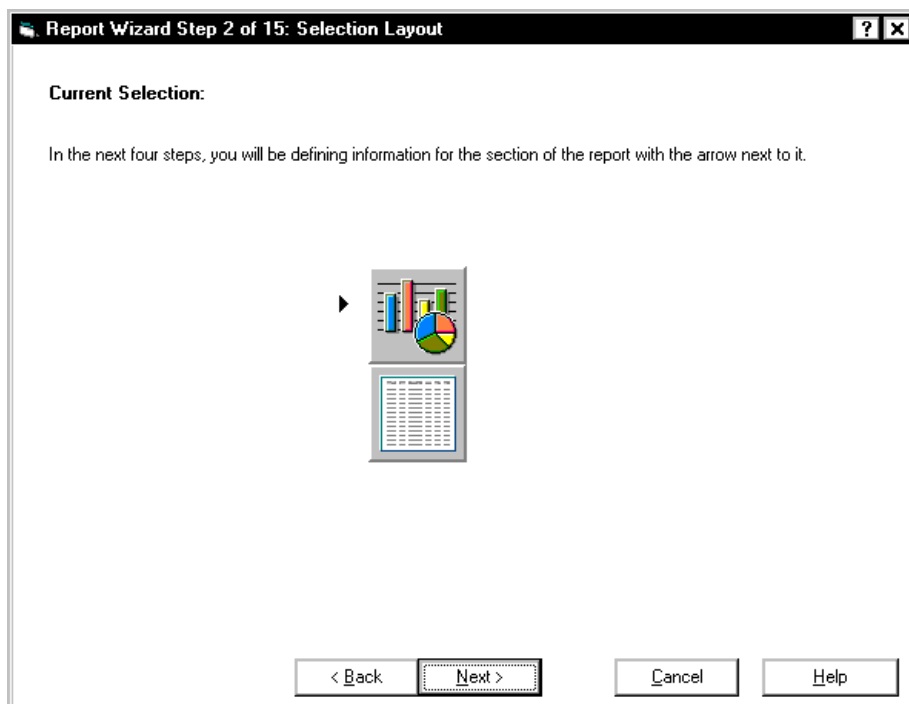 Report Wizard Step 2 of 15: Selection Layout
Current Selection:
In the next four steps, you will be defining information for the section of the report with the arrow next to it.
< Back Next > Cancel Help